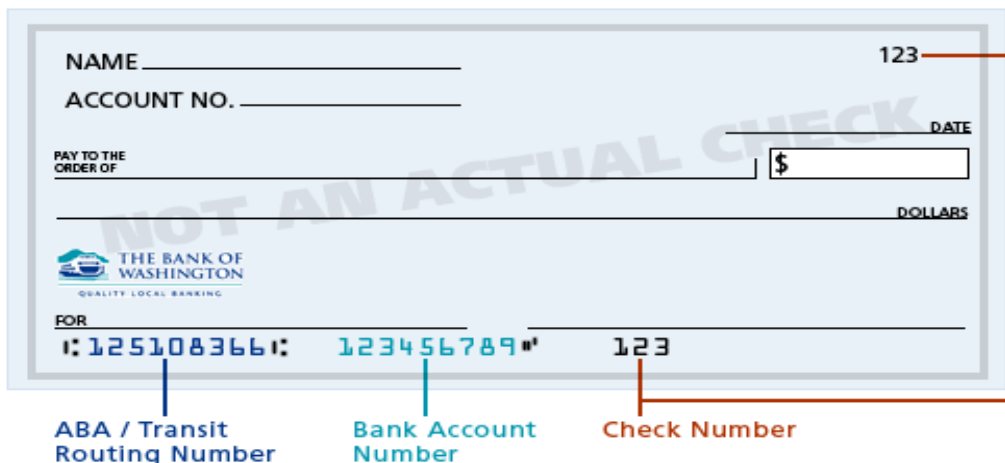 NAME
123
ACCOUNT NO.
DATE
PAY TO THE
ORDER OF
$
NOT AN ACTUAL CHECK
DOLLARS
THE BANK OF
WASHINGTON
QUALITY LOCAL BANKING
FOR
⑆125108366⑆ 123456789⑈ 123
ABA / Transit
Routing Number
Bank Account
Number
Check Number